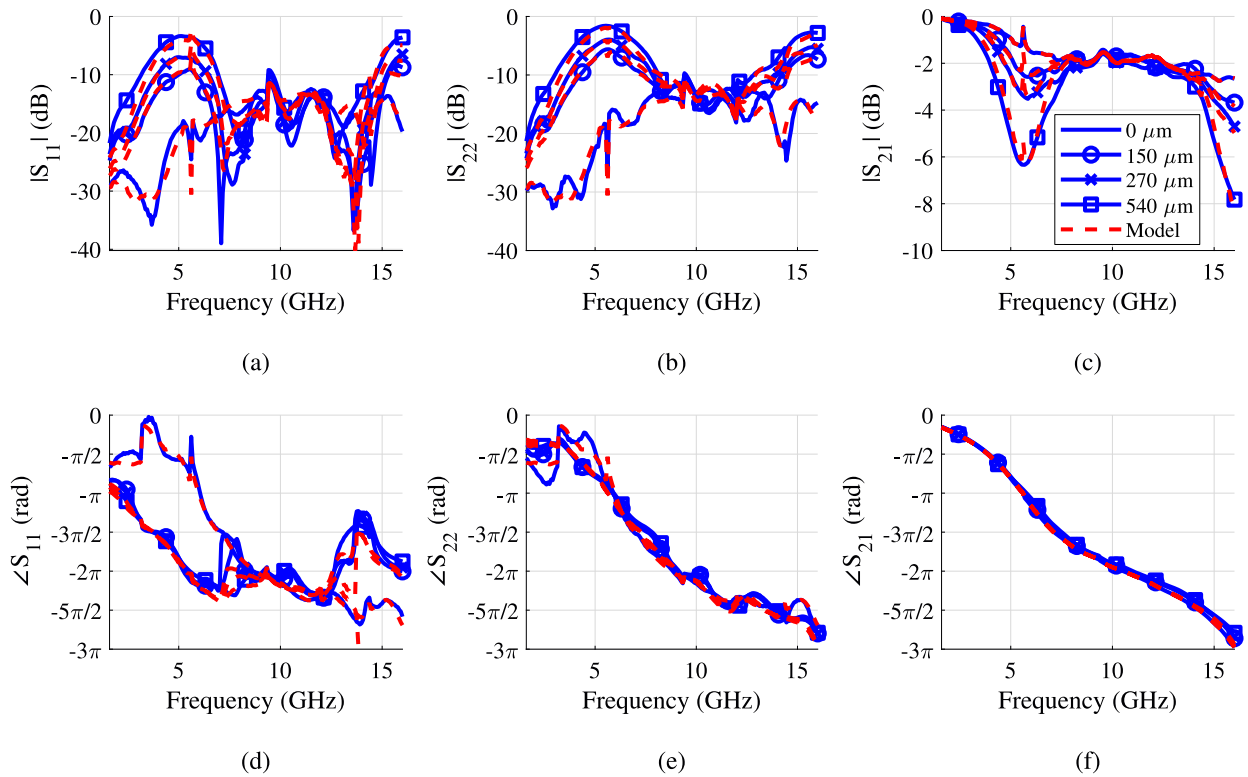 0
-10
-20
-30
-40
|S11| (dB)
5 10 15
Frequency (GHz)
(a)
0
-10
-20
-30
-40
|S22| (dB)
5 10 15
Frequency (GHz)
(b)
0
-2
-4
-6
-8
-10
|S21| (dB)
0 μm
150 μm
270 μm
540 μm
Model
5 10 15
Frequency (GHz)
(c)
0
-π/2
-π
-3π/2
-2π
-5π/2
-3π
∠S11 (rad)
5 10 15
Frequency (GHz)
(d)
0
-π/2
-π
-3π/2
-2π
-5π/2
-3π
∠S22 (rad)
5 10 15
Frequency (GHz)
(e)
0
-π/2
-π
-3π/2
-2π
-5π/2
-3π
∠S21 (rad)
5 10 15
Frequency (GHz)
(f)